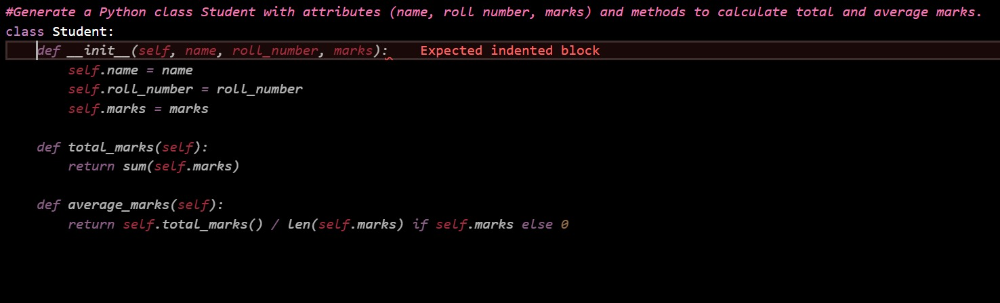 #Generate a Python class Student with attributes (name, roll number, marks) and methods to calculate total and average marks.
class Student:
    def __init__(self, name, roll_number, marks):    Expected indented block
        self.name = name
        self.roll_number = roll_number
        self.marks = marks

    def total_marks(self):
        return sum(self.marks)

    def average_marks(self):
        return self.total_marks() / len(self.marks) if self.marks else 0